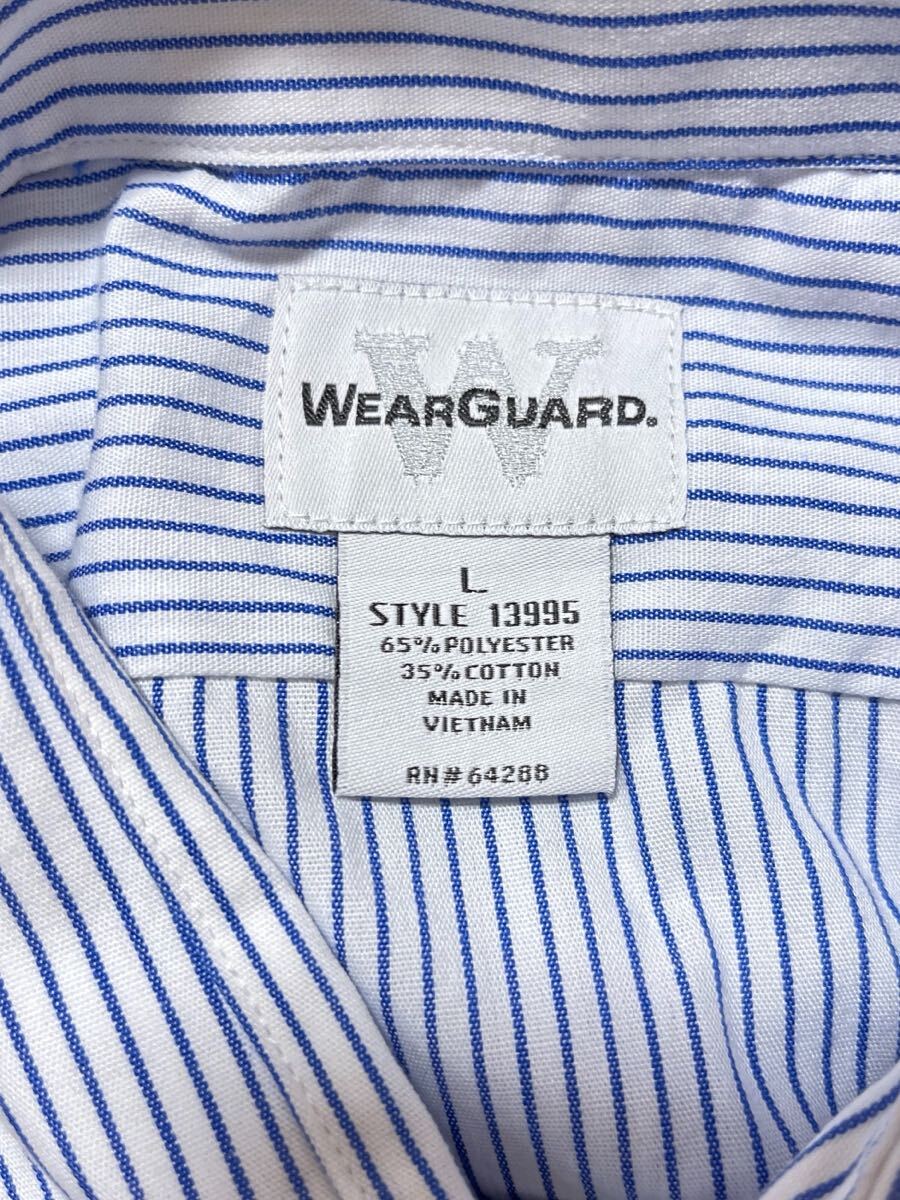 W
WEARGUARD.
L
STYLE 13995
65% POLYESTER
35% COTTON
MADE IN
VIETNAM
RN# 64288